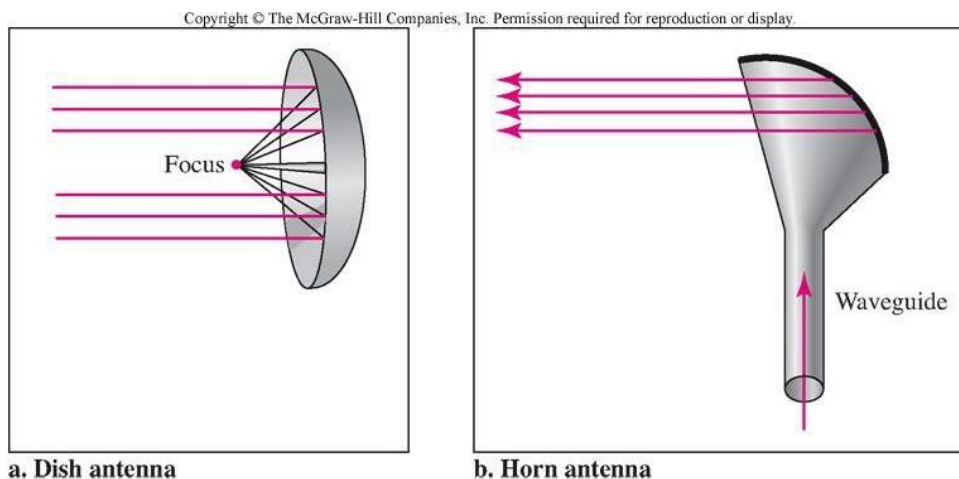 Copyright © The McGraw-Hill Companies, Inc. Permission required for reproduction or display.
Focus
Waveguide
a. Dish antenna
b. Horn antenna